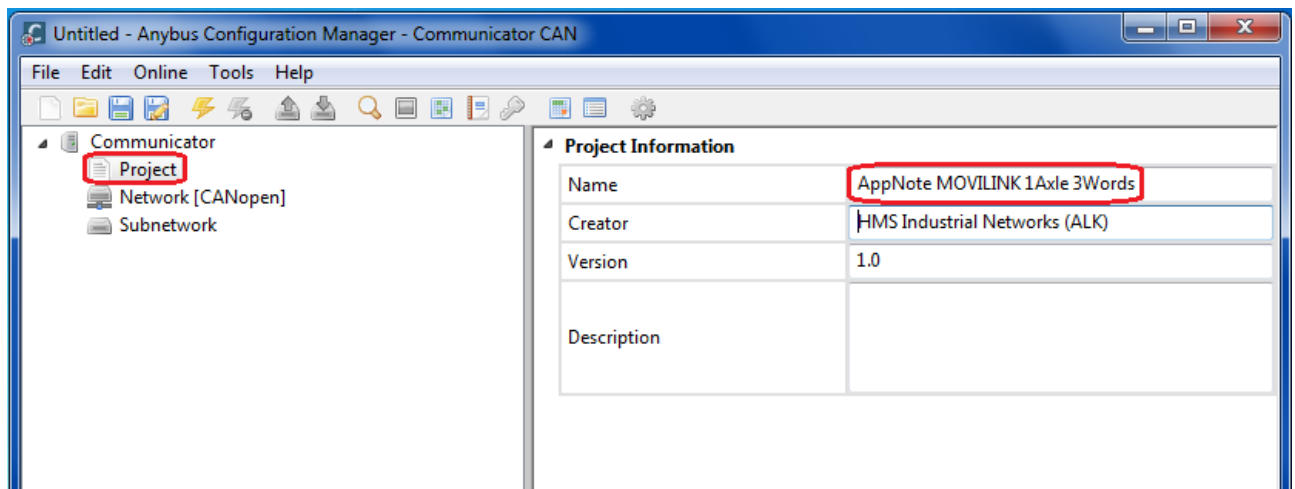 Untitled - Anybus Configuration Manager - Communicator CAN
File Edit Online Tools Help
Communicator
Project
Network [CANopen]
Subnetwork
Project Information
Name AppNote MOVILINK 1Axle 3Words
Creator HMS Industrial Networks (ALK)
Version 1.0
Description